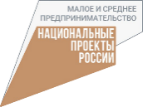 МАЛОЕ И СРЕДНЕЕ
ПРЕДПРИНИМАТЕЛЬСТВО
НАЦИОНАЛЬНЫЕ
ПРОЕКТЫ
РОССИИ